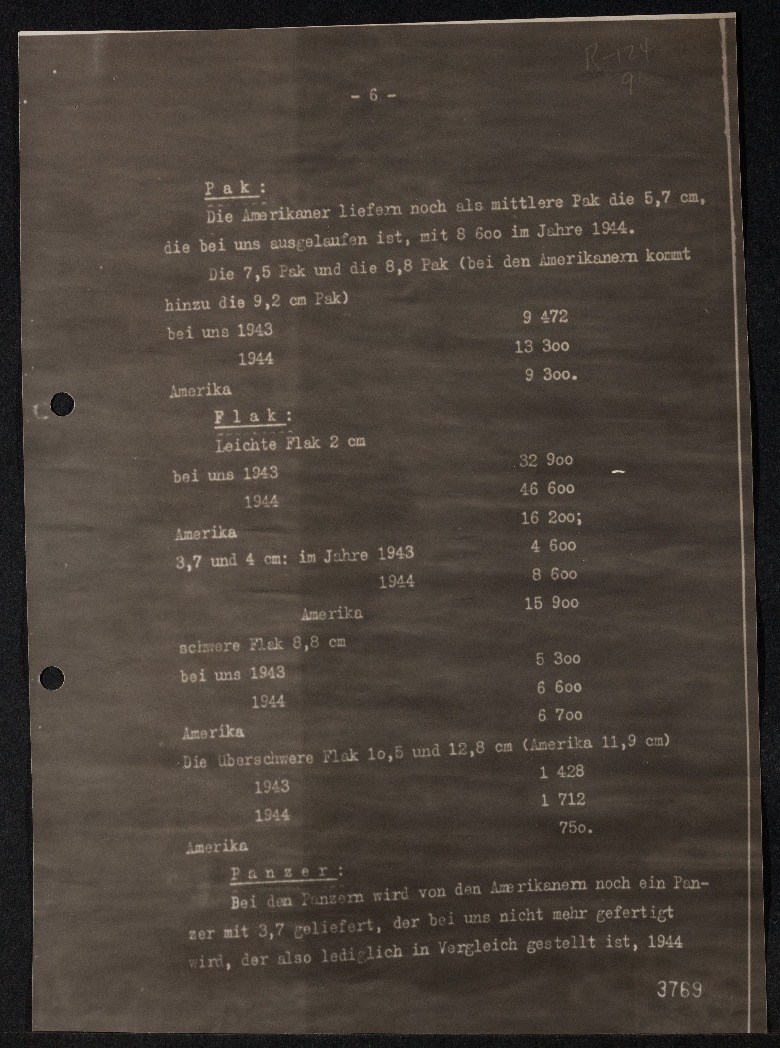 R-124
9
- 6 -
P a k :
Die Amerikaner liefern noch als mittlere Pak die 5,7 cm,
die bei uns ausgelaufen ist, mit 8 6oo im Jahre 1944.
Die 7,5 Pak und die 8,8 Pak (bei den Amerikanern kommt
hinzu die 9,2 cm Pak)
bei uns 1943 9 472
1944 13 3oo
Amerika 9 3oo.
F l a k :
Leichte Flak 2 cm
bei uns 1943 32 9oo
1944 46 6oo
Amerika 16 2oo;
3,7 und 4 cm: im Jahre 1943 4 6oo
1944 8 6oo
Amerika 15 9oo
schwere Flak 8,8 cm
bei uns 1943 5 3oo
1944 6 6oo
Amerika 6 7oo
Die überschwere Flak 1o,5 und 12,8 cm (Amerika 11,9 cm)
1943 1 428
1944 1 712
Amerika 75o.
P a n z e r :
Bei den Panzern wird von den Amerikanern noch ein Pan-
zer mit 3,7 geliefert, der bei uns nicht mehr gefertigt
wird, der also lediglich in Vergleich gestellt ist, 1944
3769